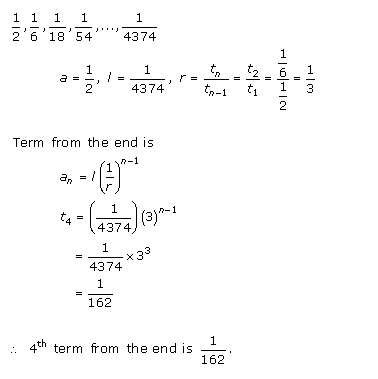 1/2, 1/6, 1/18, 1/54, ..., 1/4374
a = 1/2, l = 1/4374, r = t_n/t_{n-1} = t_2/t_1 = (1/6)/(1/2) = 1/3
Term from the end is
a_n = l(1/r)^{n-1}
t_4 = (1/4374)(3)^{n-1}
= 1/4374 × 3^3
= 1/162
∴ 4^{th} term from the end is 1/162.